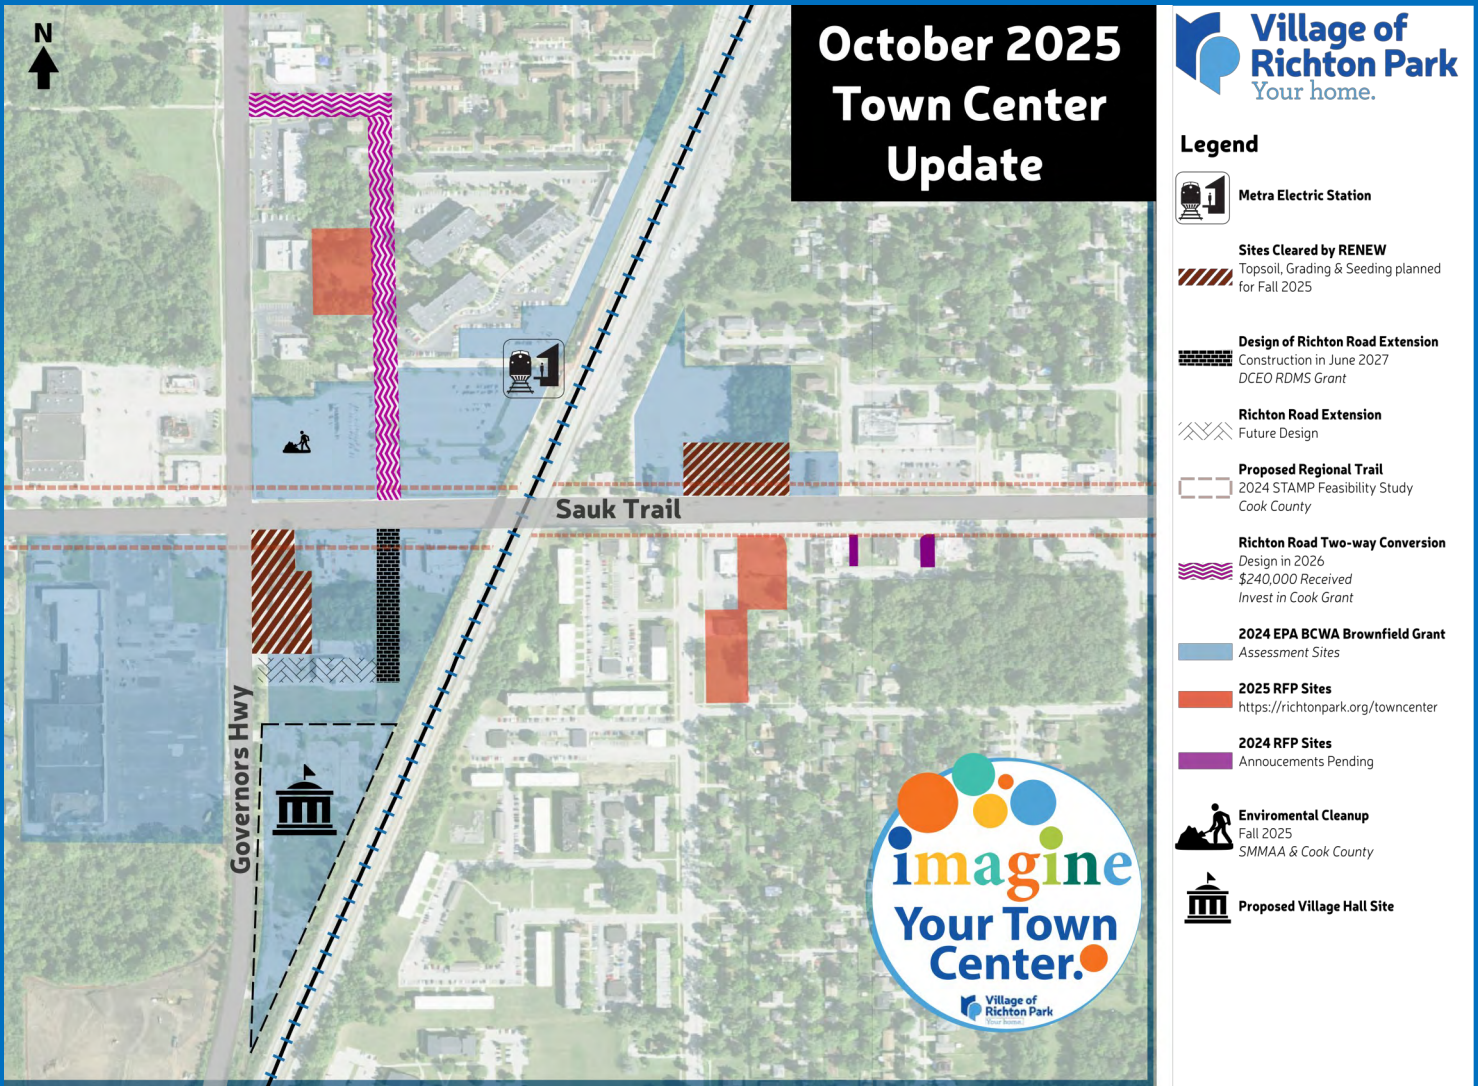 N
October 2025
Town Center
Update
Sauk Trail
Governors Hwy
imagine
Your Town
Center.
Village of
Richton Park
Your home.
Village of
Richton Park
Your home.
Legend
Metra Electric Station
Sites Cleared by RENEW
Topsoil, Grading & Seeding planned
for Fall 2025
Design of Richton Road Extension
Construction in June 2027
DCEO RDMS Grant
Richton Road Extension
Future Design
Proposed Regional Trail
2024 STAMP Feasibility Study
Cook County
Richton Road Two-way Conversion
Design in 2026
$240,000 Received
Invest in Cook Grant
2024 EPA BCWA Brownfield Grant
Assessment Sites
2025 RFP Sites
https://richtonpark.org/towncenter
2024 RFP Sites
Annoucements Pending
Enviromental Cleanup
Fall 2025
SMMAA & Cook County
Proposed Village Hall Site